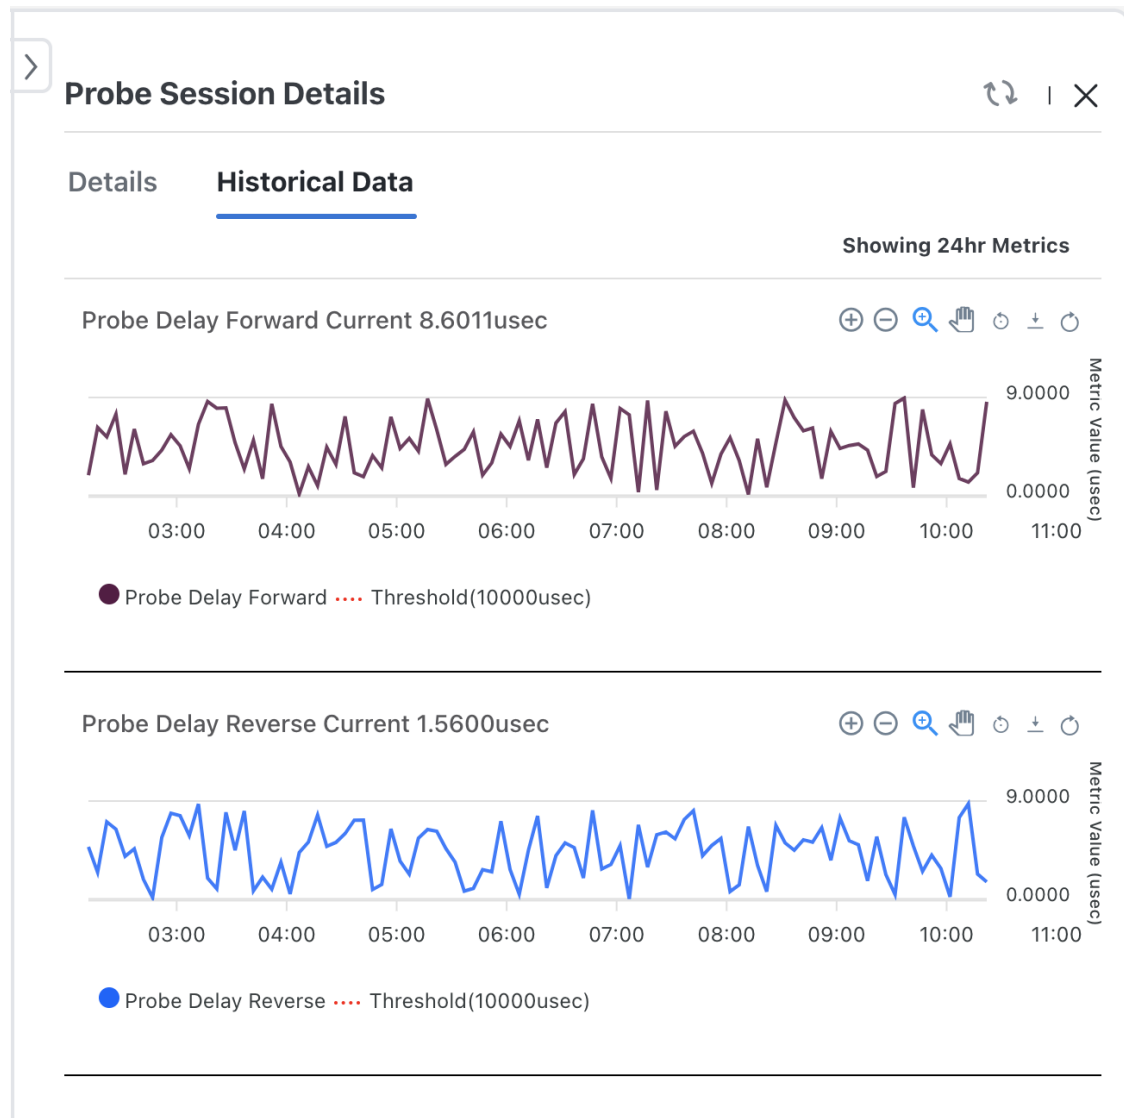 Probe Session Details
Details Historical Data
Showing 24hr Metrics
Probe Delay Forward Current 8.6011usec
9.0000
0.0000
Metric Value (usec)
03:00 04:00 05:00 06:00 07:00 08:00 09:00 10:00 11:00
Probe Delay Forward Threshold(10000usec)
Probe Delay Reverse Current 1.5600usec
9.0000
0.0000
Metric Value (usec)
03:00 04:00 05:00 06:00 07:00 08:00 09:00 10:00 11:00
Probe Delay Reverse Threshold(10000usec)